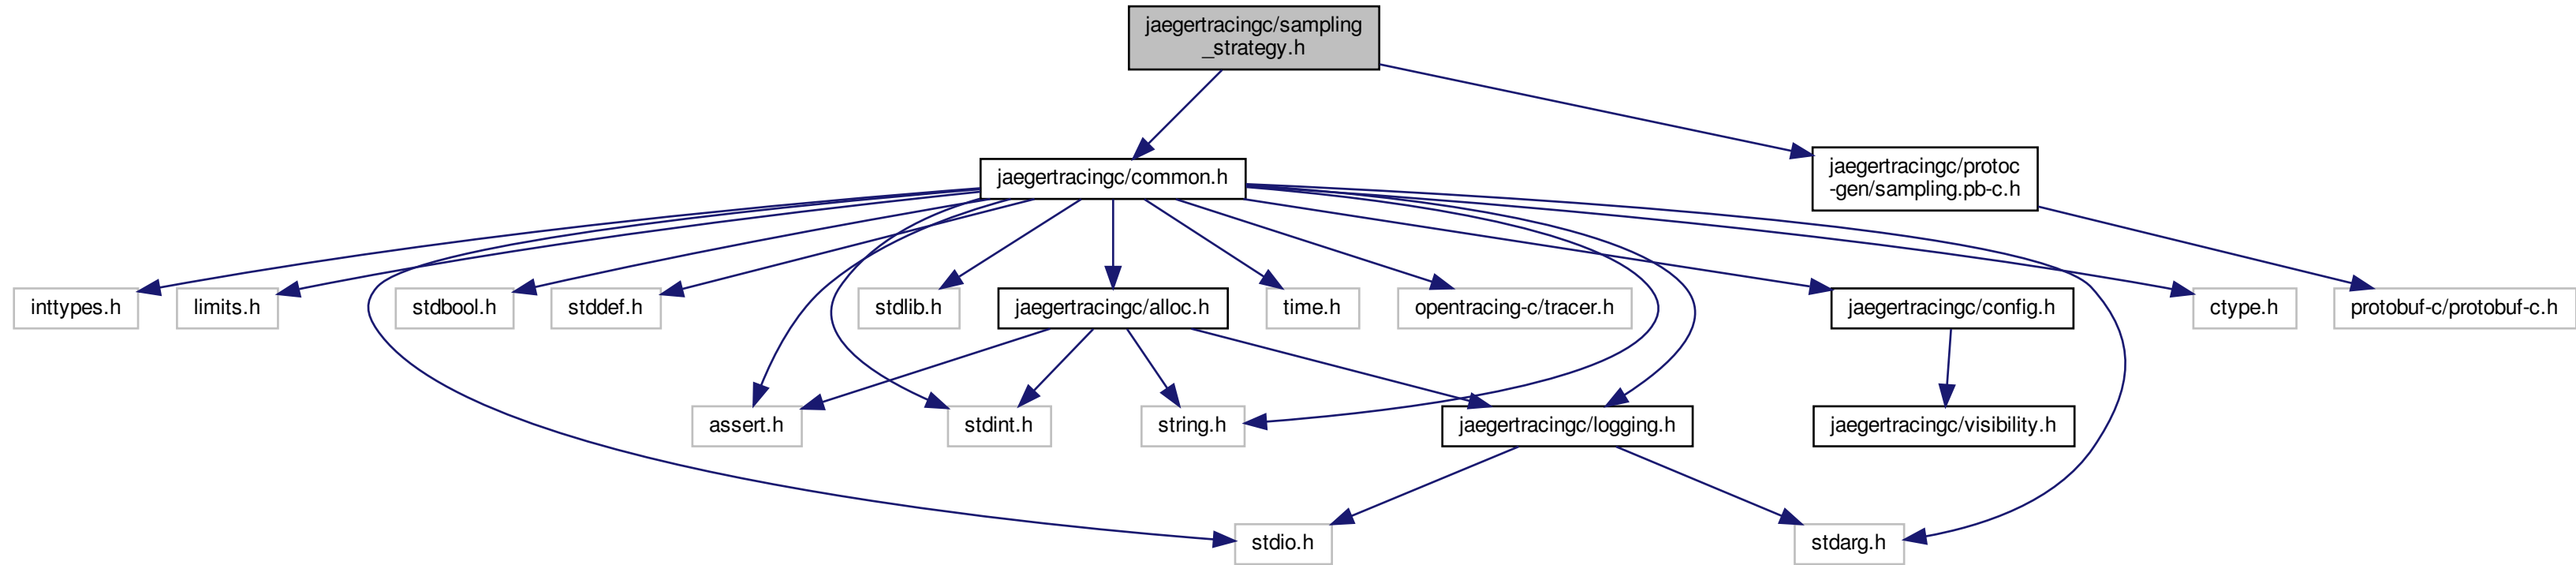 jaegertracingc/sampling
_strategy.h
jaegertracingc/common.h
jaegertracingc/protoc
-gen/sampling.pb-c.h
inttypes.h
limits.h
stdbool.h
stddef.h
stdlib.h
jaegertracingc/alloc.h
time.h
opentracing-c/tracer.h
jaegertracingc/config.h
ctype.h
protobuf-c/protobuf-c.h
assert.h
stdint.h
string.h
jaegertracingc/logging.h
jaegertracingc/visibility.h
stdio.h
stdarg.h